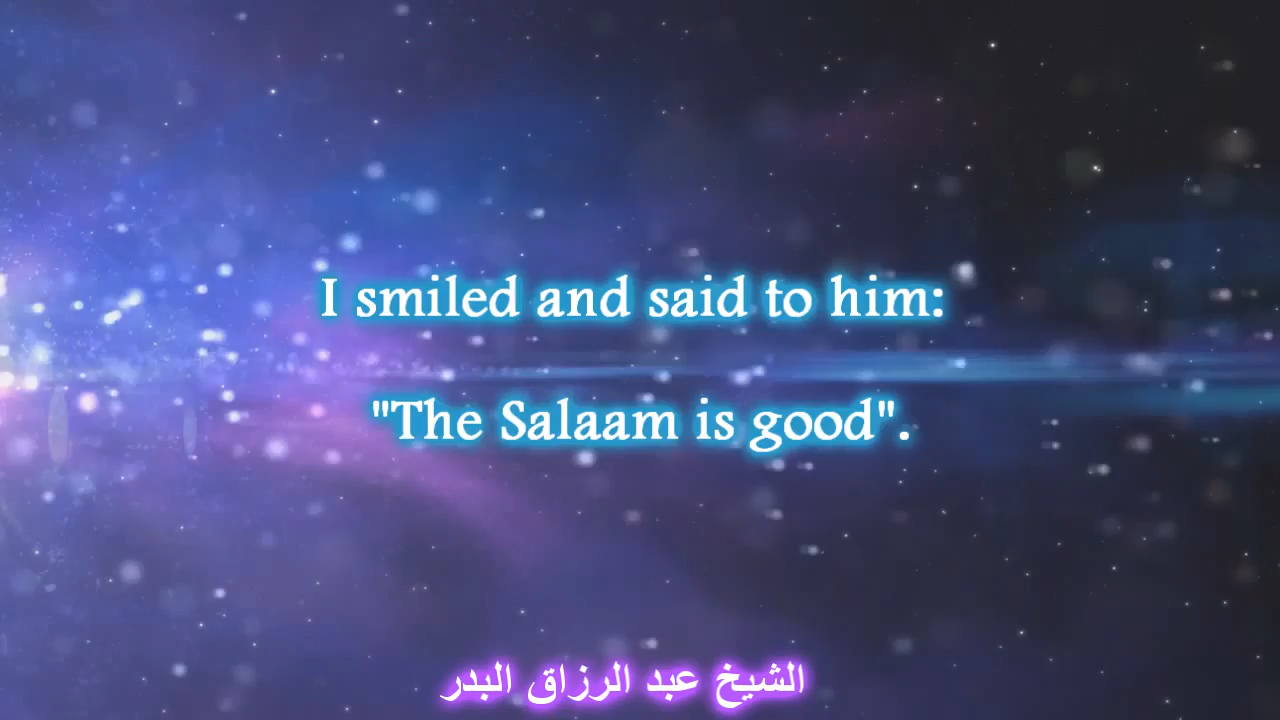 I smiled and said to him:
"The Salaam is good".
الشيخ عبد الرزاق البدر